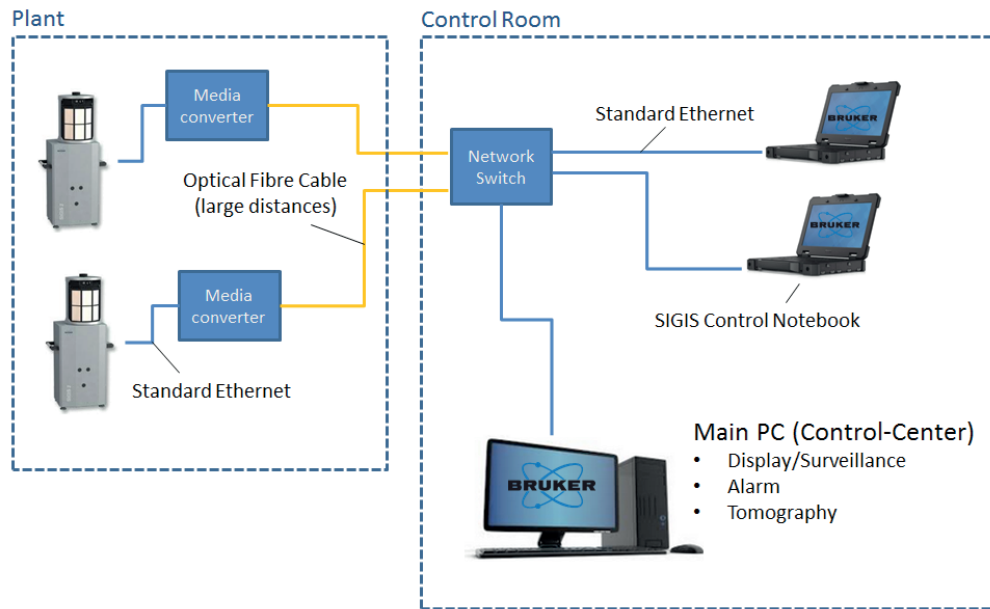 Plant
Control Room
Media
converter
Standard Ethernet
BRUKER
Network
Switch
Optical Fibre Cable
(large distances)
BRUKER
Media
converter
SIGIS Control Notebook
Standard Ethernet
Main PC (Control-Center)
• Display/Surveillance
• Alarm
• Tomography
BRUKER